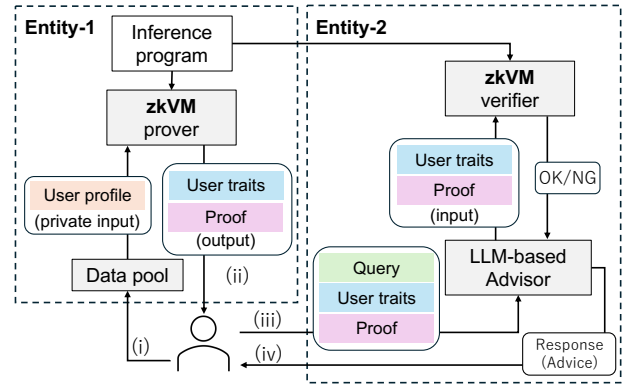 Entity-1
Inference
program
Entity-2
zkVM
prover
zkVM
verifier
User profile
(private input)
User traits
Proof
(output)
User traits
Proof
(input)
OK/NG
Data pool
(ii)
Query
User traits
Proof
LLM-based
Advisor
(i)
(iii)
(iv)
Response
(Advice)